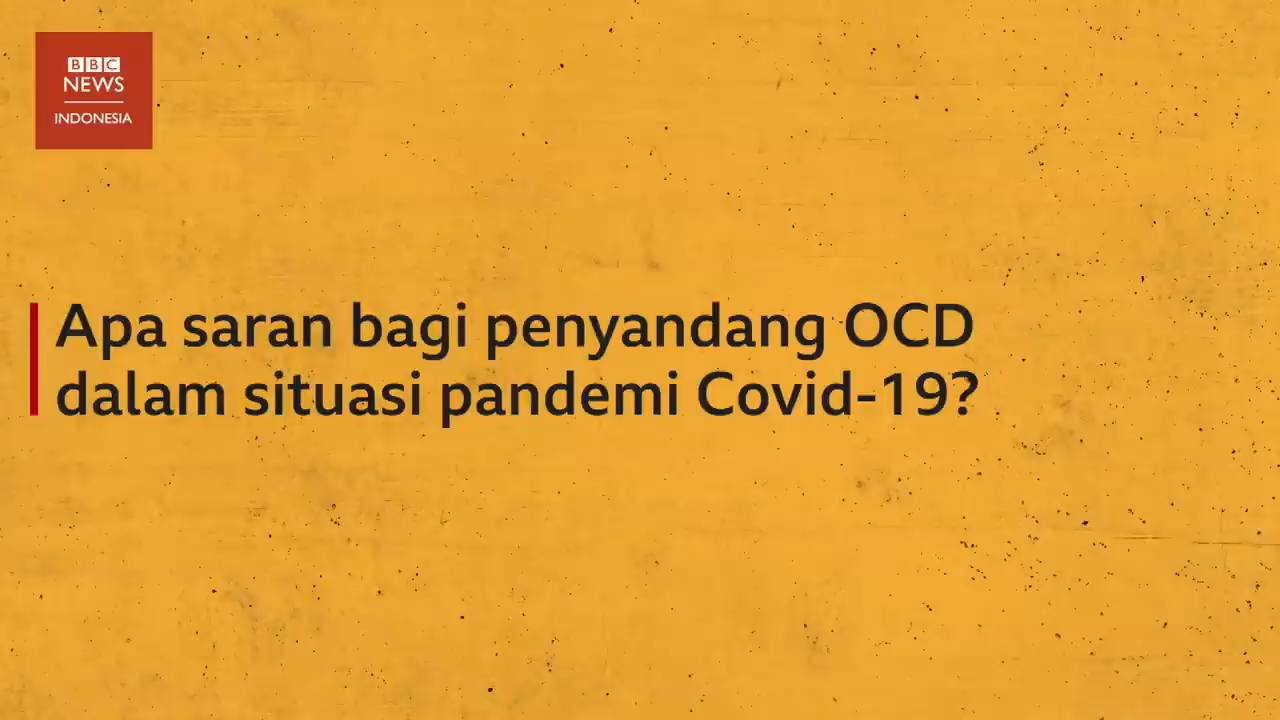 BBC
NEWS
INDONESIA
Apa saran bagi penyandang OCD
dalam situasi pandemi Covid-19?